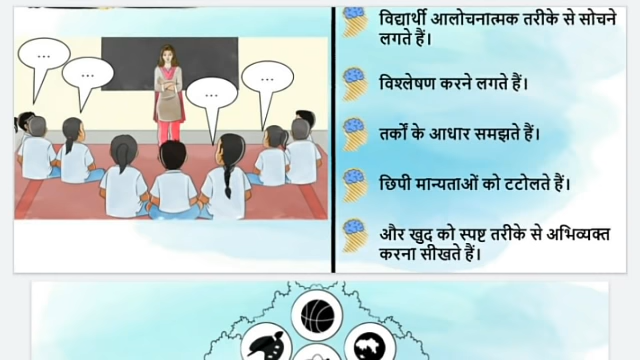 ...
...
...
...
विद्यार्थी आलोचनात्मक तरीके से सोचने
लगते हैं।
विश्लेषण करने लगते हैं।
तर्कों के आधार समझते हैं।
छिपी मान्यताओं को टटोलते हैं।
और खुद को स्पष्ट तरीके से अभिव्यक्त
करना सीखते हैं।